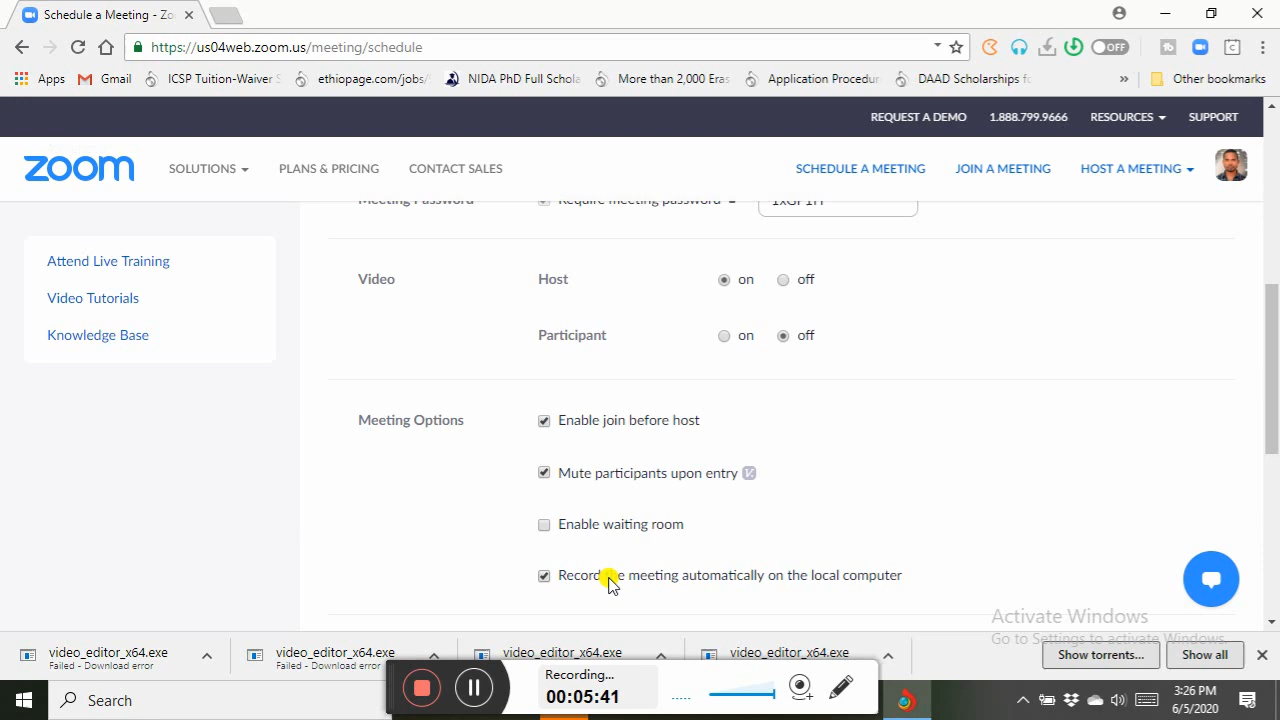 Schedule a Meeting - Zo
https://us04web.zoom.us/meeting/schedule
OFF
Apps
Gmail
ICSP Tuition-Waiver S
ethiopage.com/jobs/
NIDA PhD Full Schola
More than 2,000 Eras
Application Procedur
DAAD Scholarships fo
»
Other bookmarks
REQUEST A DEMO
1.888.799.9666
RESOURCES
SUPPORT
zoom
SOLUTIONS
PLANS & PRICING
CONTACT SALES
SCHEDULE A MEETING
JOIN A MEETING
HOST A MEETING
Meeting Password
Require meeting password
Attend Live Training
Video Tutorials
Knowledge Base
Video
Host
on
off
Participant
on
off
Meeting Options
Enable join before host
Mute participants upon entry
Enable waiting room
Record meeting automatically on the local computer
Activate Windows
Go to Settings to activate Windows.
video_editor_x64.exe
Failed - Download error
video_editor_x64.exe
Failed - Download error
video_editor_x64.exe
video_editor_x64.exe
Show torrents...
Show all
Recording...
00:05:41
Search
3:26 PM
6/5/2020